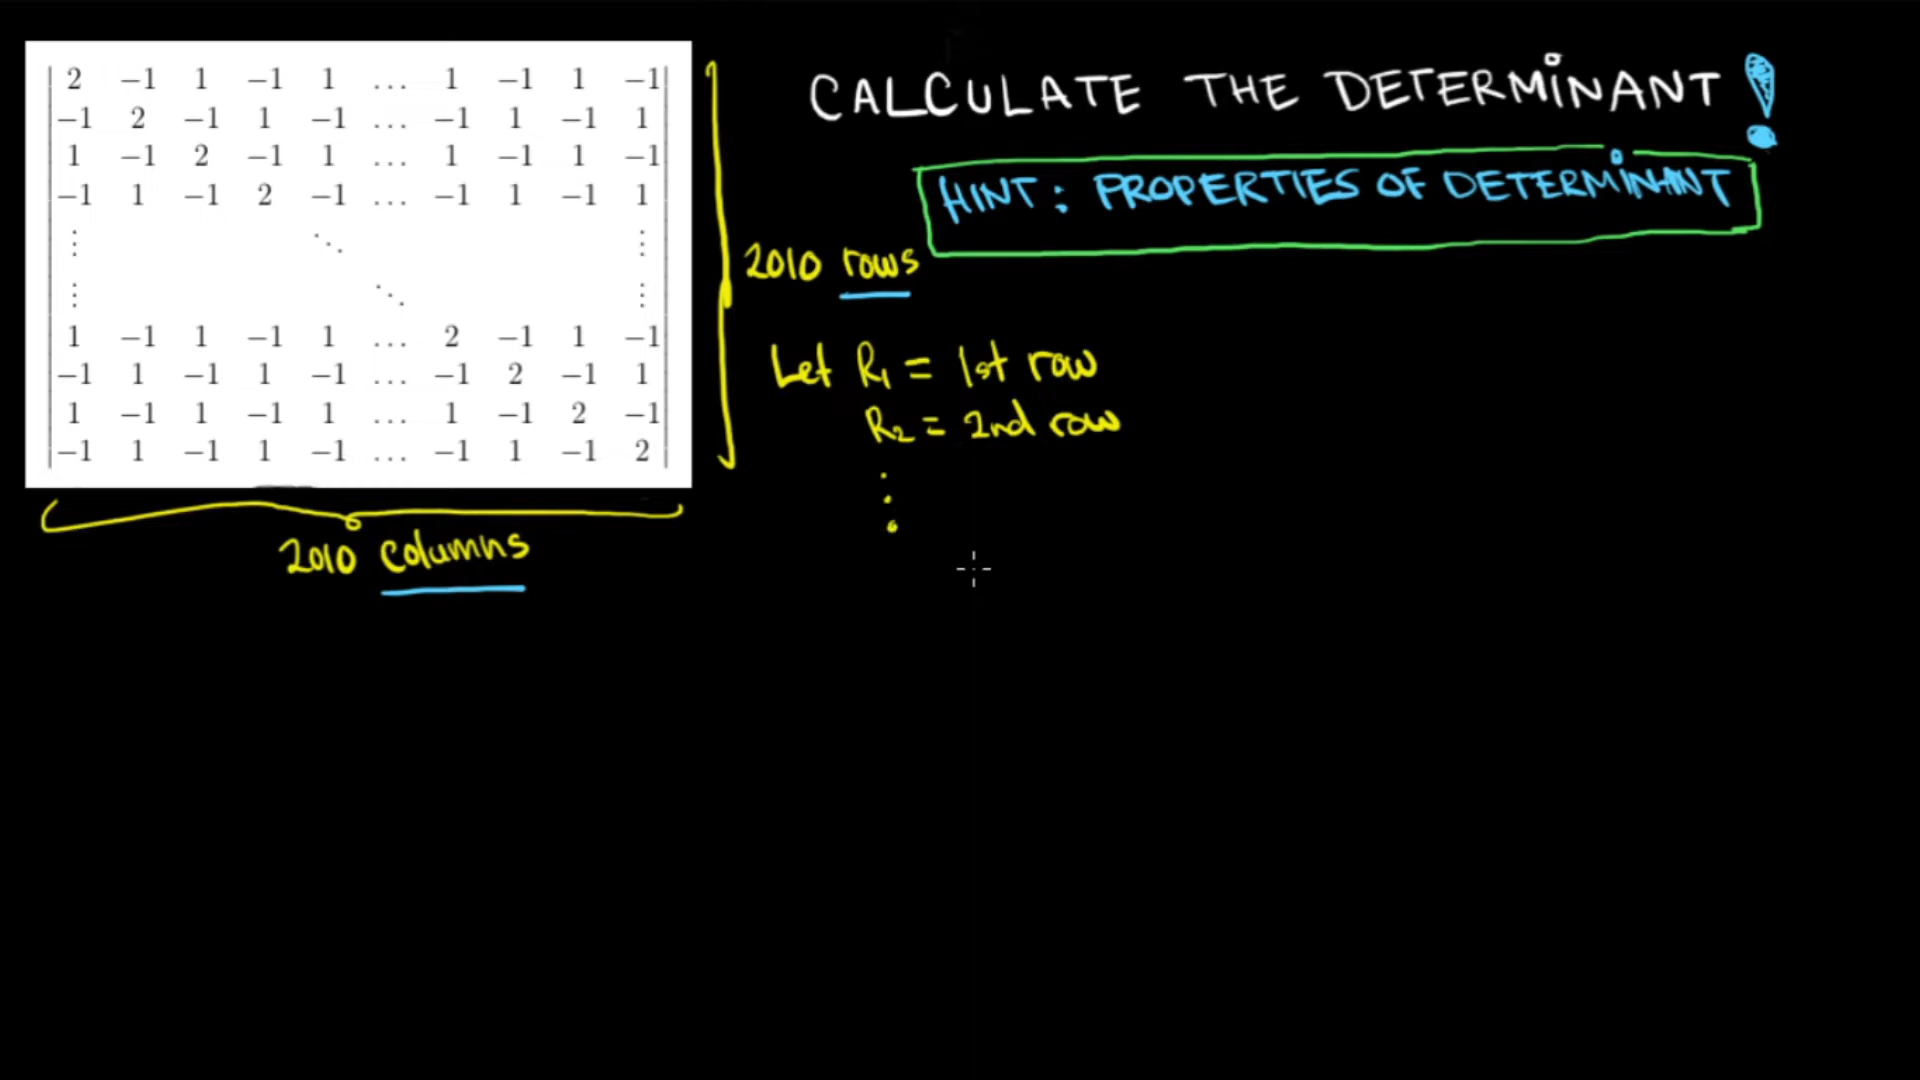 2 −1 1 −1 1 … 1 −1 1 −1
−1 2 −1 1 −1 … −1 1 −1 1
1 −1 2 −1 1 … 1 −1 1 −1
−1 1 −1 2 −1 … −1 1 −1 1
⋮ ⋱ ⋮
⋮ ⋱ ⋮
1 −1 1 −1 1 … 2 −1 1 −1
−1 1 −1 1 −1 … −1 2 −1 1
1 −1 1 −1 1 … 1 −1 2 −1
−1 1 −1 1 −1 … −1 1 −1 2
2010 columns
2010 rows
CALCULATE THE DETERMINANT!
HINT: PROPERTIES OF DETERMINANT
Let R₁ = 1st row
R₂ = 2nd row
⋮